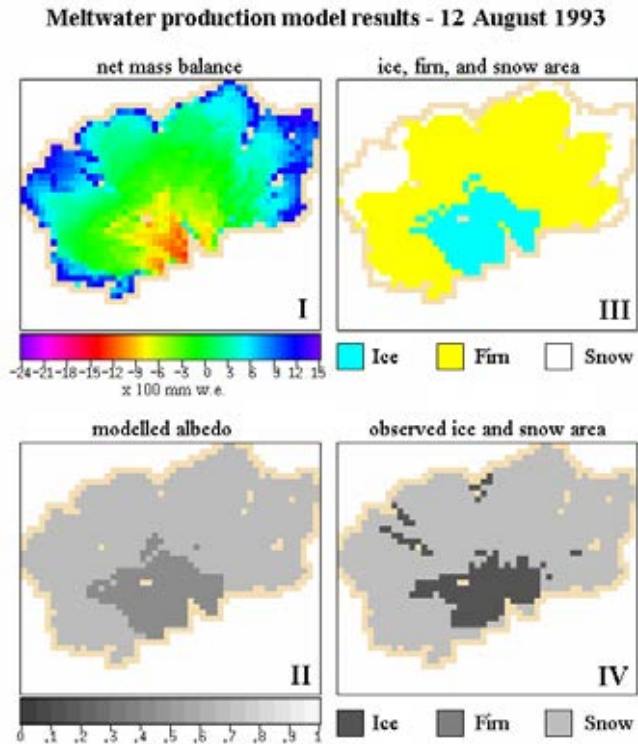 Meltwater production model results - 12 August 1993
net mass balance
I
-24 -21 -18 -15 -12 -9 -6 -3 0 3 6 9 12 15
x 100 mm w.e.
ice, firn, and snow area
III
Ice Firn Snow
modelled albedo
II
0 .1 .2 .3 .4 .5 .6 .7 .8 .9 1
observed ice and snow area
IV
Ice Firn Snow